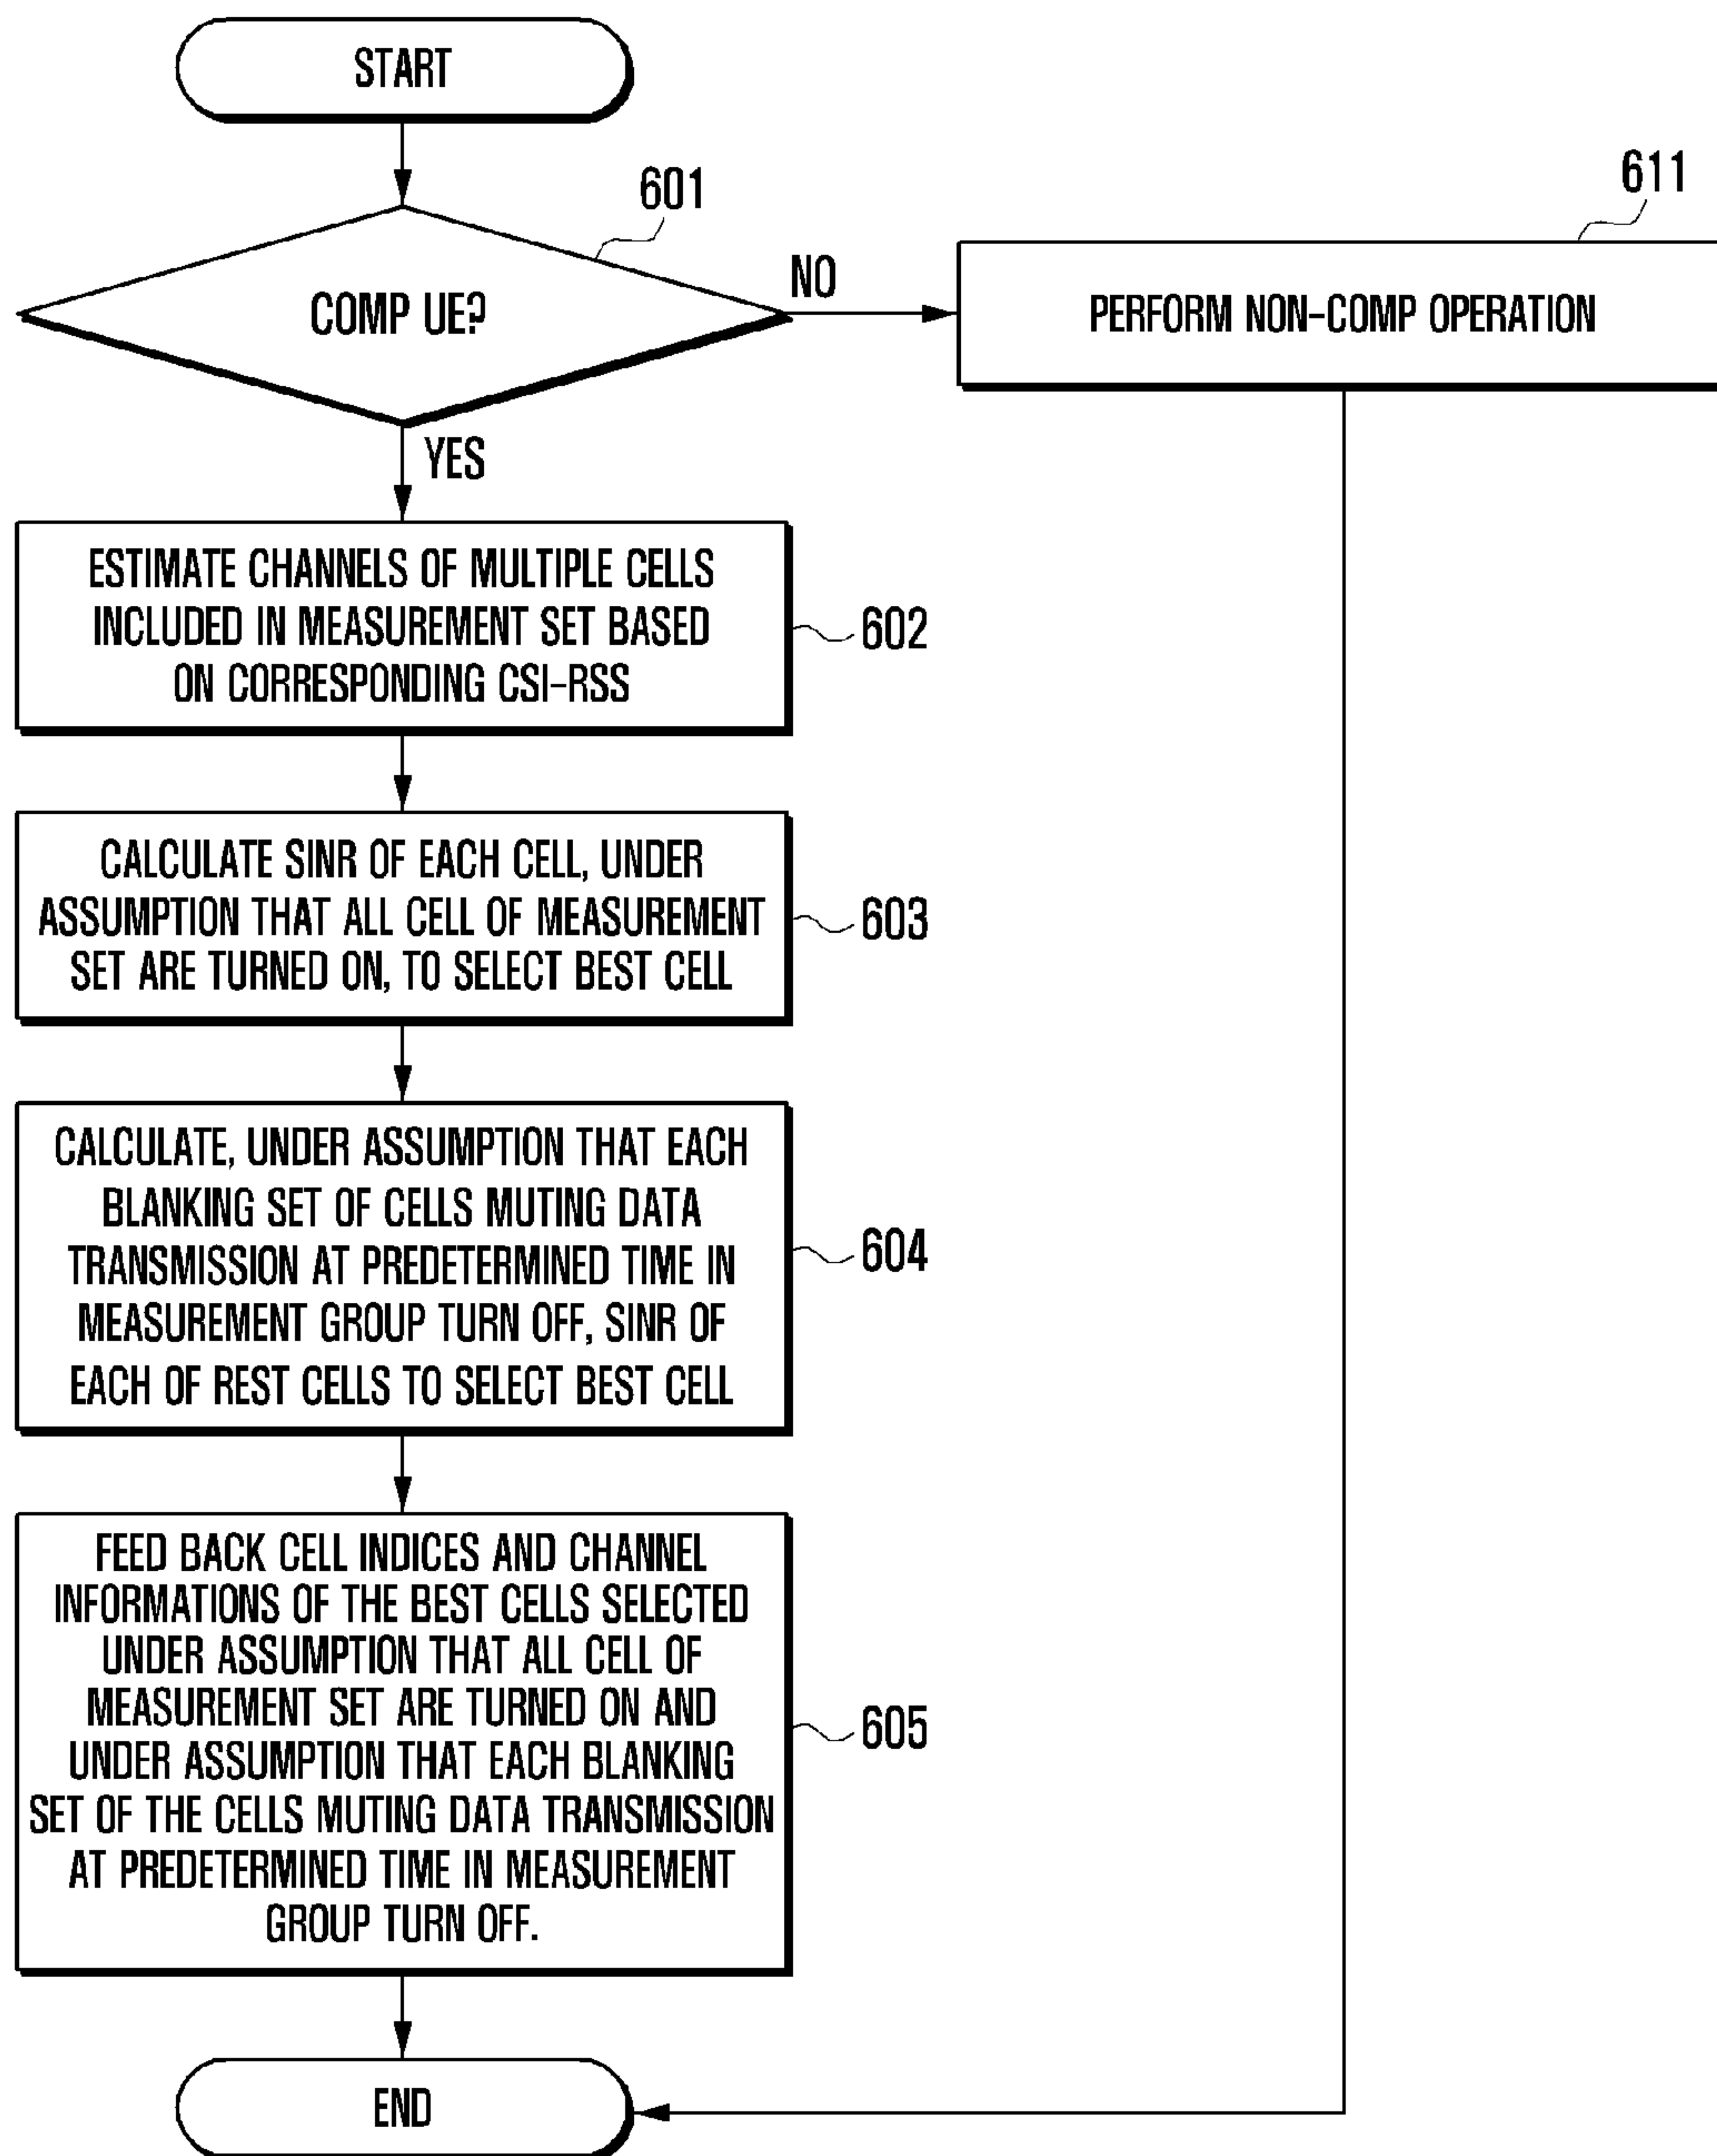 START
601
COMP UE?
NO
611
PERFORM NON-COMP OPERATION
YES
ESTIMATE CHANNELS OF MULTIPLE CELLS
INCLUDED IN MEASUREMENT SET BASED
ON CORRESPONDING CSI-RSS
602
CALCULATE SINR OF EACH CELL, UNDER
ASSUMPTION THAT ALL CELL OF MEASUREMENT
SET ARE TURNED ON, TO SELECT BEST CELL
603
CALCULATE, UNDER ASSUMPTION THAT EACH
BLANKING SET OF CELLS MUTING DATA
TRANSMISSION AT PREDETERMINED TIME IN
MEASUREMENT GROUP TURN OFF, SINR OF
EACH OF REST CELLS TO SELECT BEST CELL
604
FEED BACK CELL INDICES AND CHANNEL
INFORMATIONS OF THE BEST CELLS SELECTED
UNDER ASSUMPTION THAT ALL CELL OF
MEASUREMENT SET ARE TURNED ON AND
UNDER ASSUMPTION THAT EACH BLANKING
SET OF THE CELLS MUTING DATA TRANSMISSION
AT PREDETERMINED TIME IN MEASUREMENT
GROUP TURN OFF.
605
END